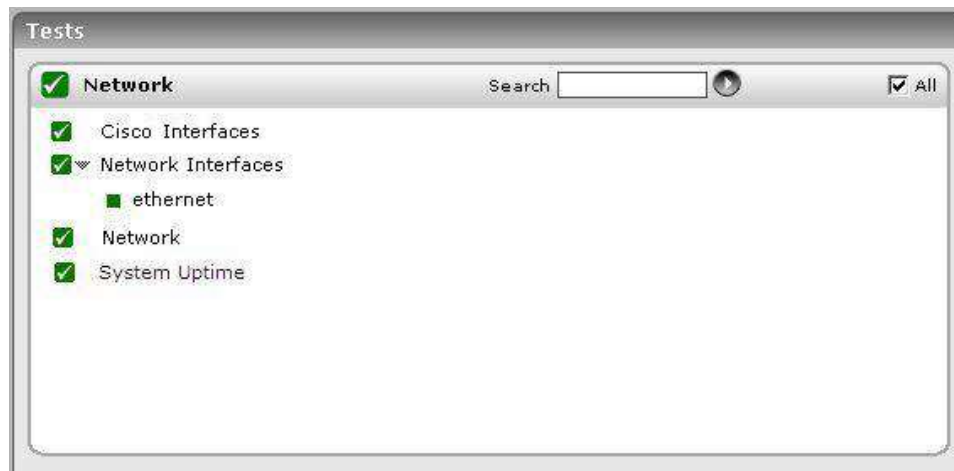 Tests
Network Search All
Cisco Interfaces
Network Interfaces
ethernet
Network
System Uptime